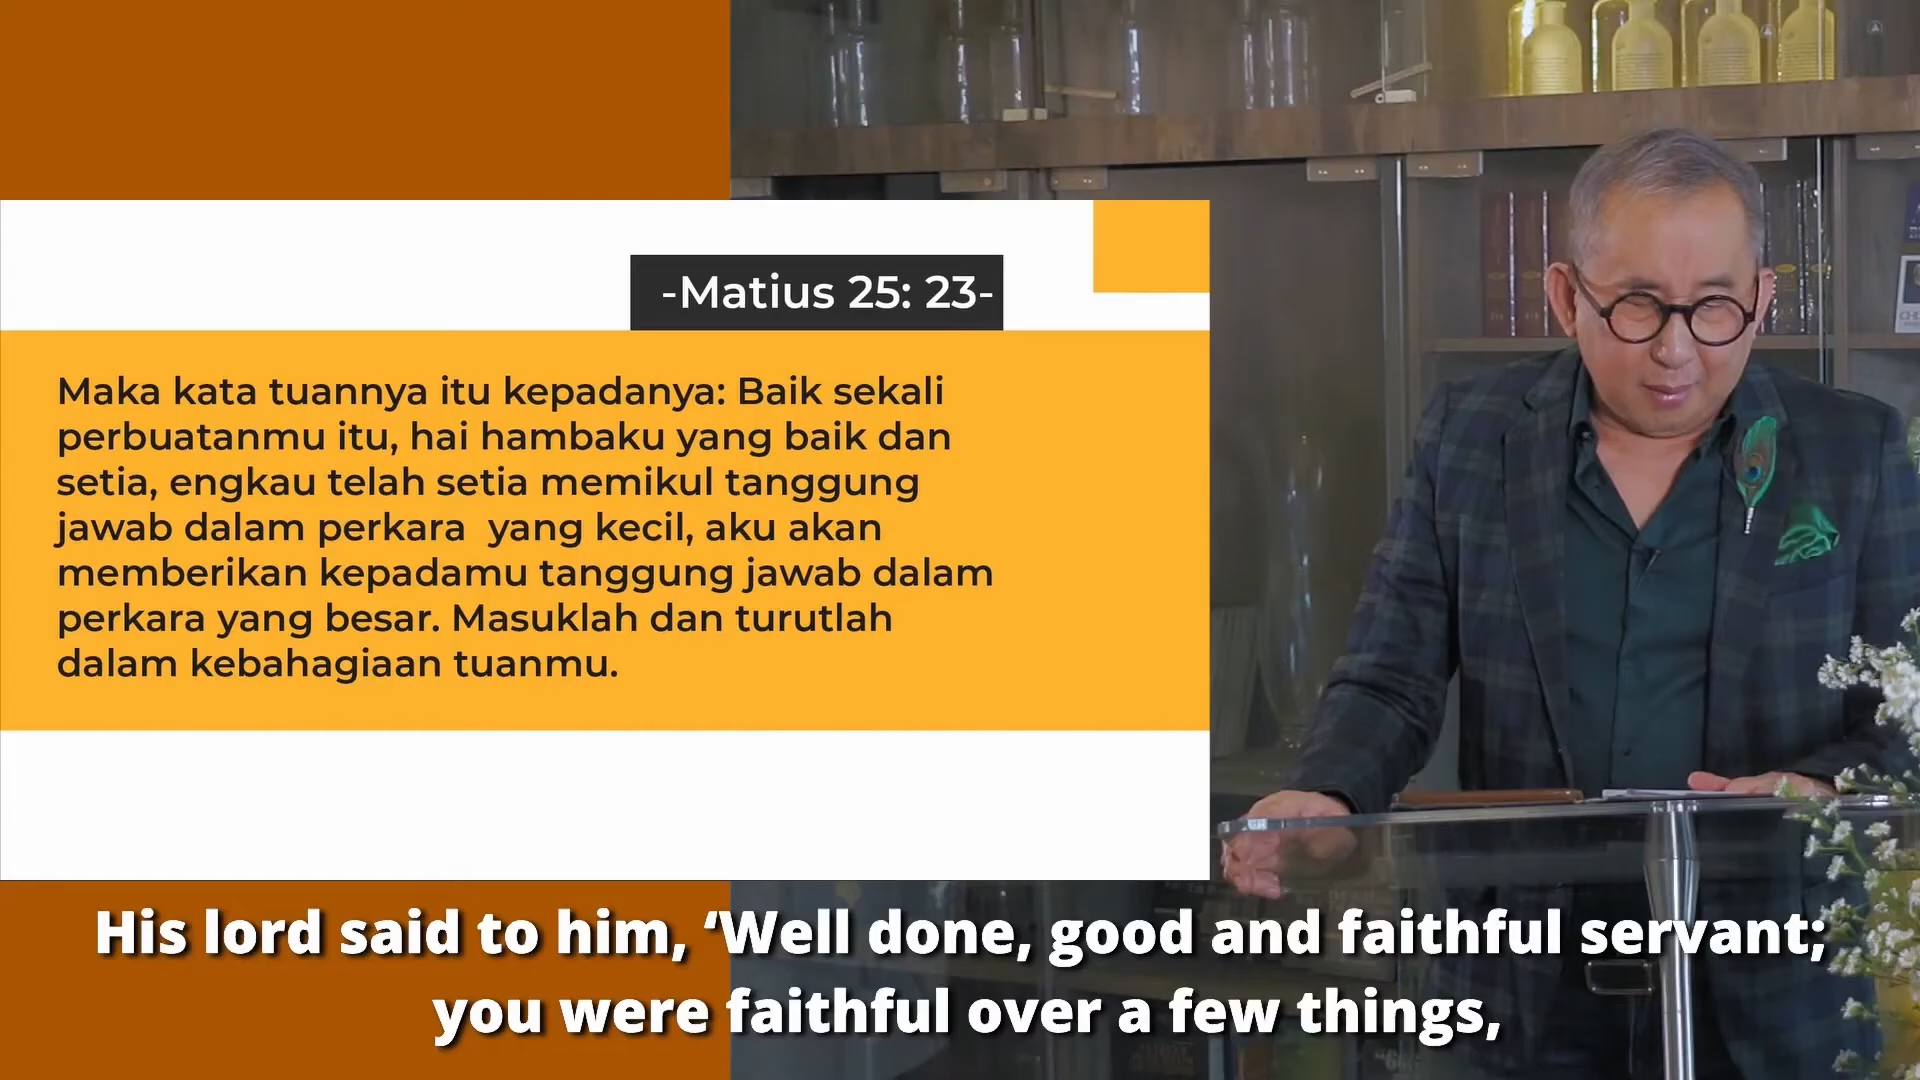 -Matius 25: 23-
Maka kata tuannya itu kepadanya: Baik sekali
perbuatanmu itu, hai hambaku yang baik dan
setia, engkau telah setia memikul tanggung
jawab dalam perkara  yang kecil, aku akan
memberikan kepadamu tanggung jawab dalam
perkara yang besar. Masuklah dan turutlah
dalam kebahagiaan tuanmu.
His lord said to him, ‘Well done, good and faithful servant;
you were faithful over a few things,